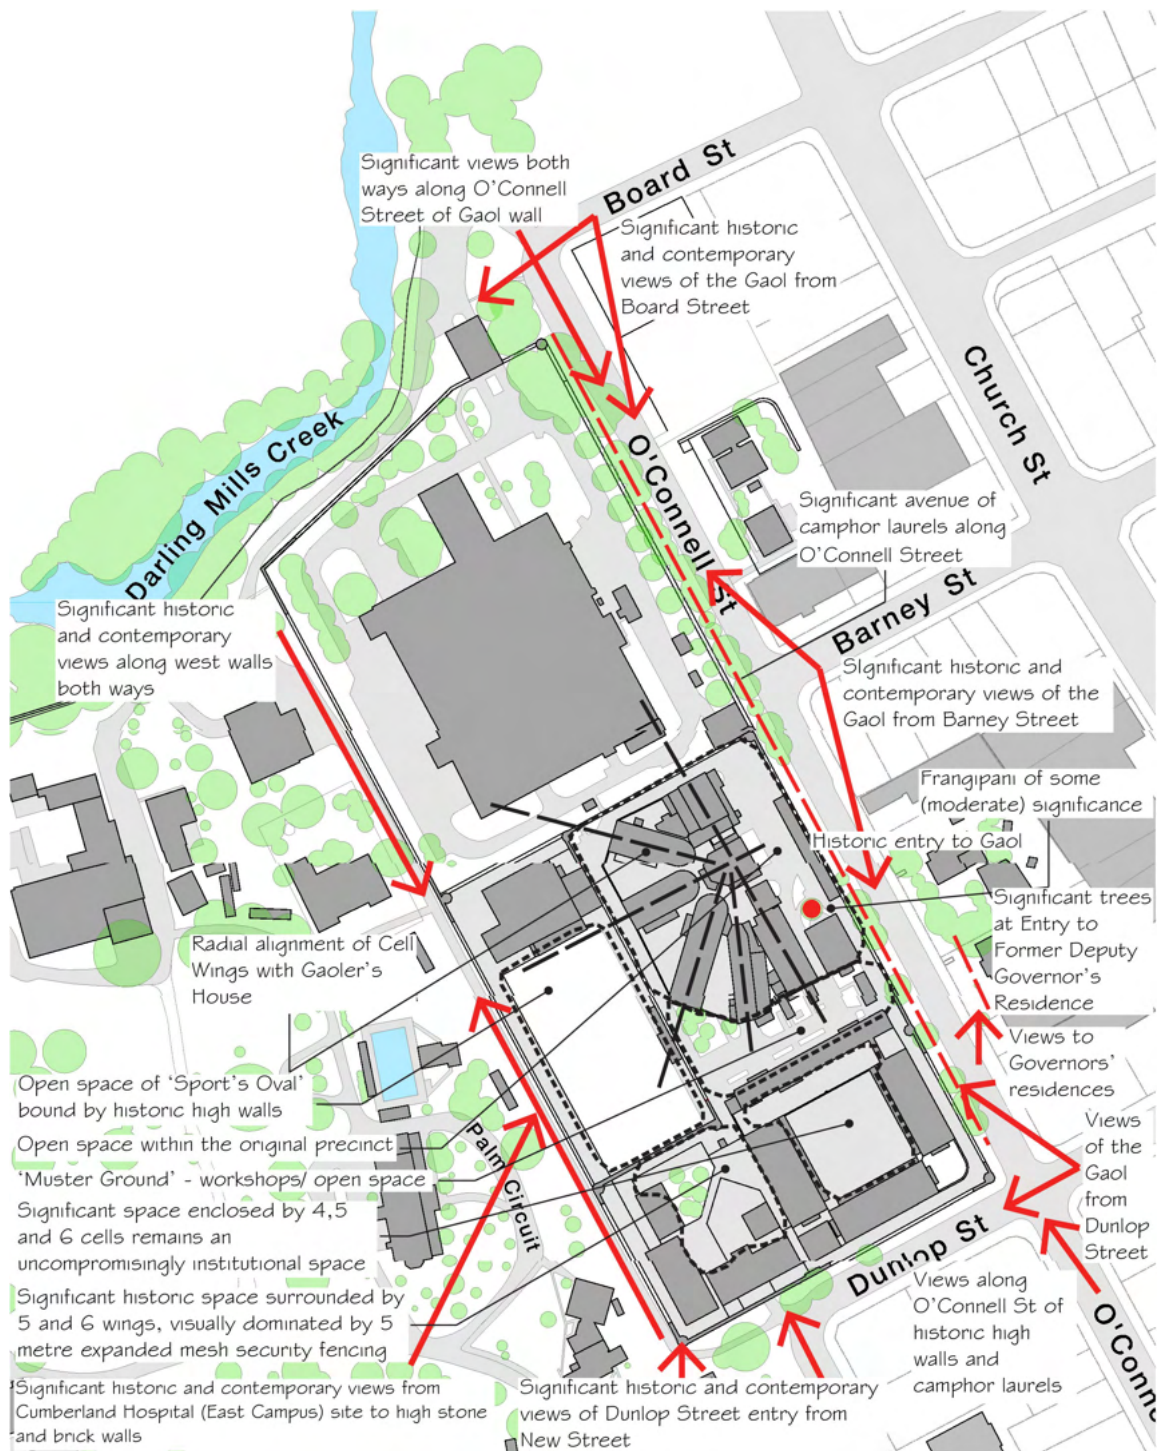 Significant views both
ways along O'Connell
Street of Gaol wall
Board St
Significant historic
and contemporary
views of the Gaol from
Board Street
Church St
Darling Mills Creek
O'Connell St
Significant avenue of
camphor laurels along
O'Connell Street
Barney St
Significant historic
and contemporary
views along west walls
both ways
SIgnificant historic and
contemporary views of the
Gaol from Barney Street
Frangipani of some
(moderate) significance
Historic entry to Gaol
Significant trees
at Entry to
Former Deputy
Governor's
Residence
Radial alignment of Cell
Wings with Gaoler's
House
Views to
Governors'
residences
Open space of 'Sport's Oval'
bound by historic high walls
Open space within the original precinct
'Muster Ground' - workshops/ open space
Significant space enclosed by 4,5
and 6 cells remains an
uncompromisingly institutional space
Significant historic space surrounded by
5 and 6 wings, visually dominated by 5
metre expanded mesh security fencing
Palm Circuit
Views
of the
Gaol
from
Dunlop
Street
Dunlop St
Views along
O'Connell St of
historic high
walls and
camphor laurels
O'Conne
Significant historic and contemporary views from
Cumberland Hospital (East Campus) site to high stone
and brick walls
Significant historic and contemporary
views of Dunlop Street entry from
New Street